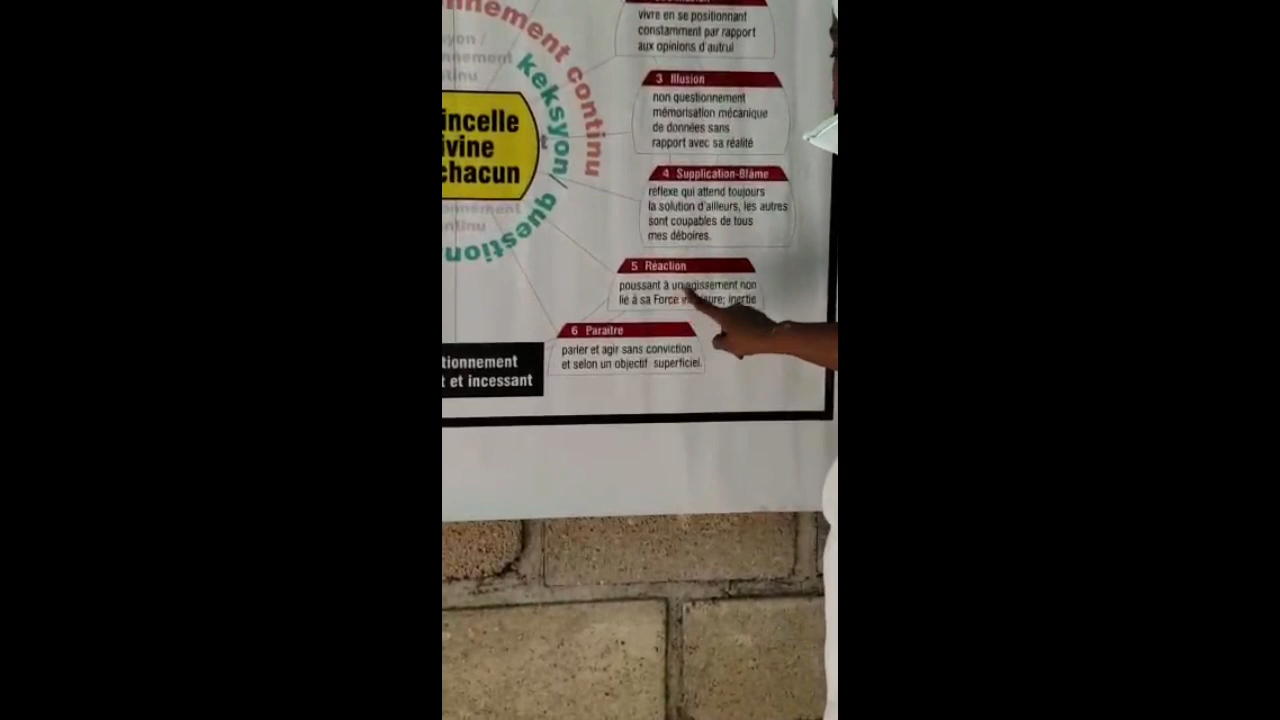 continu
keksyon / question
incelle
ivine
chacun
vivre en se positionnant
constamment par rapport
aux opinions d'autrui
3 Illusion
non questionnement
mémorisation mécanique
de données sans
rapport avec sa réalité
4 Supplication-Blâme
réflexe qui attend toujours
la solution d'ailleurs, les autres
sont coupables de tous
mes déboires.
5 Réaction
poussant à un agissement non
lié à sa Force inertie
6 Paraître
parler et agir sans conviction
et selon un objectif superficiel.
tionnement
t et incessant